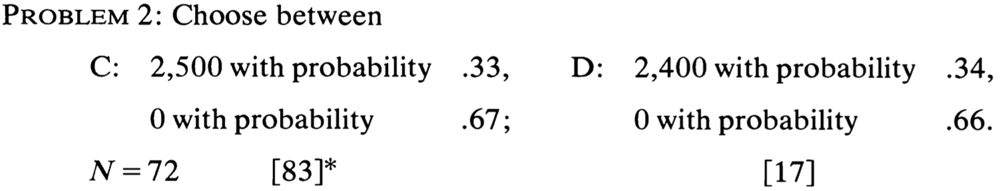 PROBLEM 2: Choose between
C: 2,500 with probability .33, D: 2,400 with probability .34,
0 with probability .67; 0 with probability .66.
N = 72 [83]* [17]